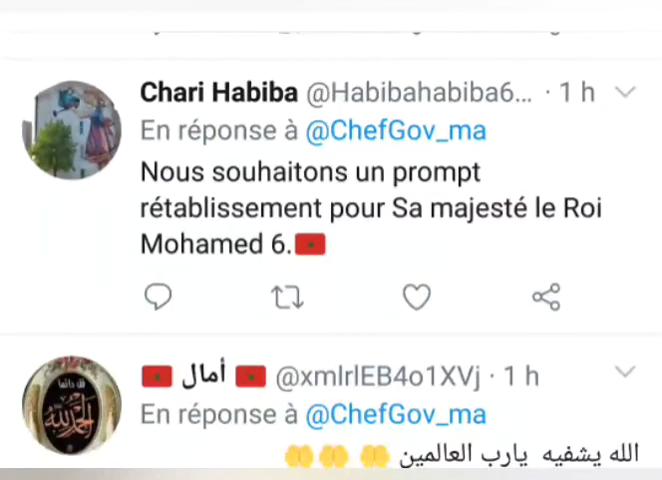 Chari Habiba @Habibahabiba6... · 1 h
En réponse à @ChefGov_ma
Nous souhaitons un prompt
rétablissement pour Sa majesté le Roi
Mohamed 6.🇲🇦
🇲🇦 أمال 🇲🇦 @xmlrlEB4o1XVj · 1 h
En réponse à @ChefGov_ma
الله يشفيه يارب العالمين 🤲 🤲🤲